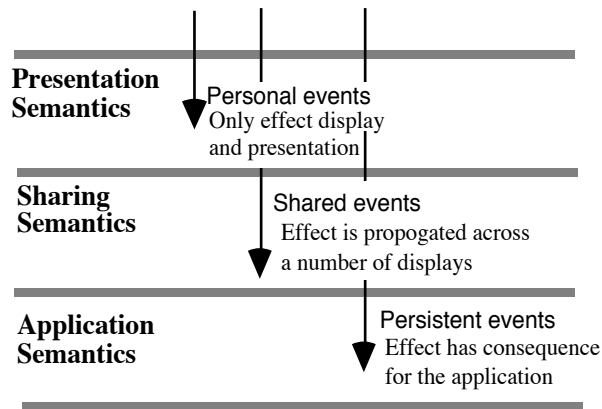 Presentation
Semantics
Personal events
Only effect display
and presentation
Sharing
Semantics
Shared events
Effect is propogated across
a number of displays
Application
Semantics
Persistent events
Effect has consequence
for the application